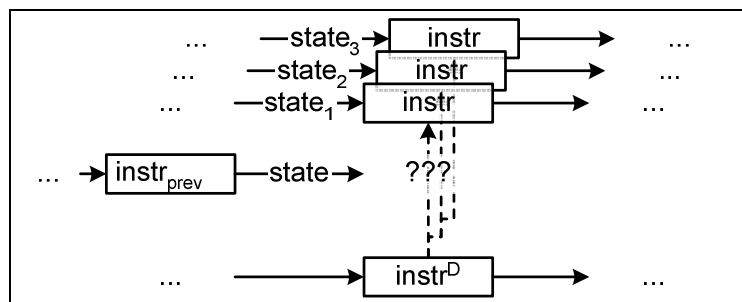 ... state₃ instr ...
... state₂ instr ...
... state₁ instr ...
... instrₚᵣₑᵥ state ???
... instrᴰ ...